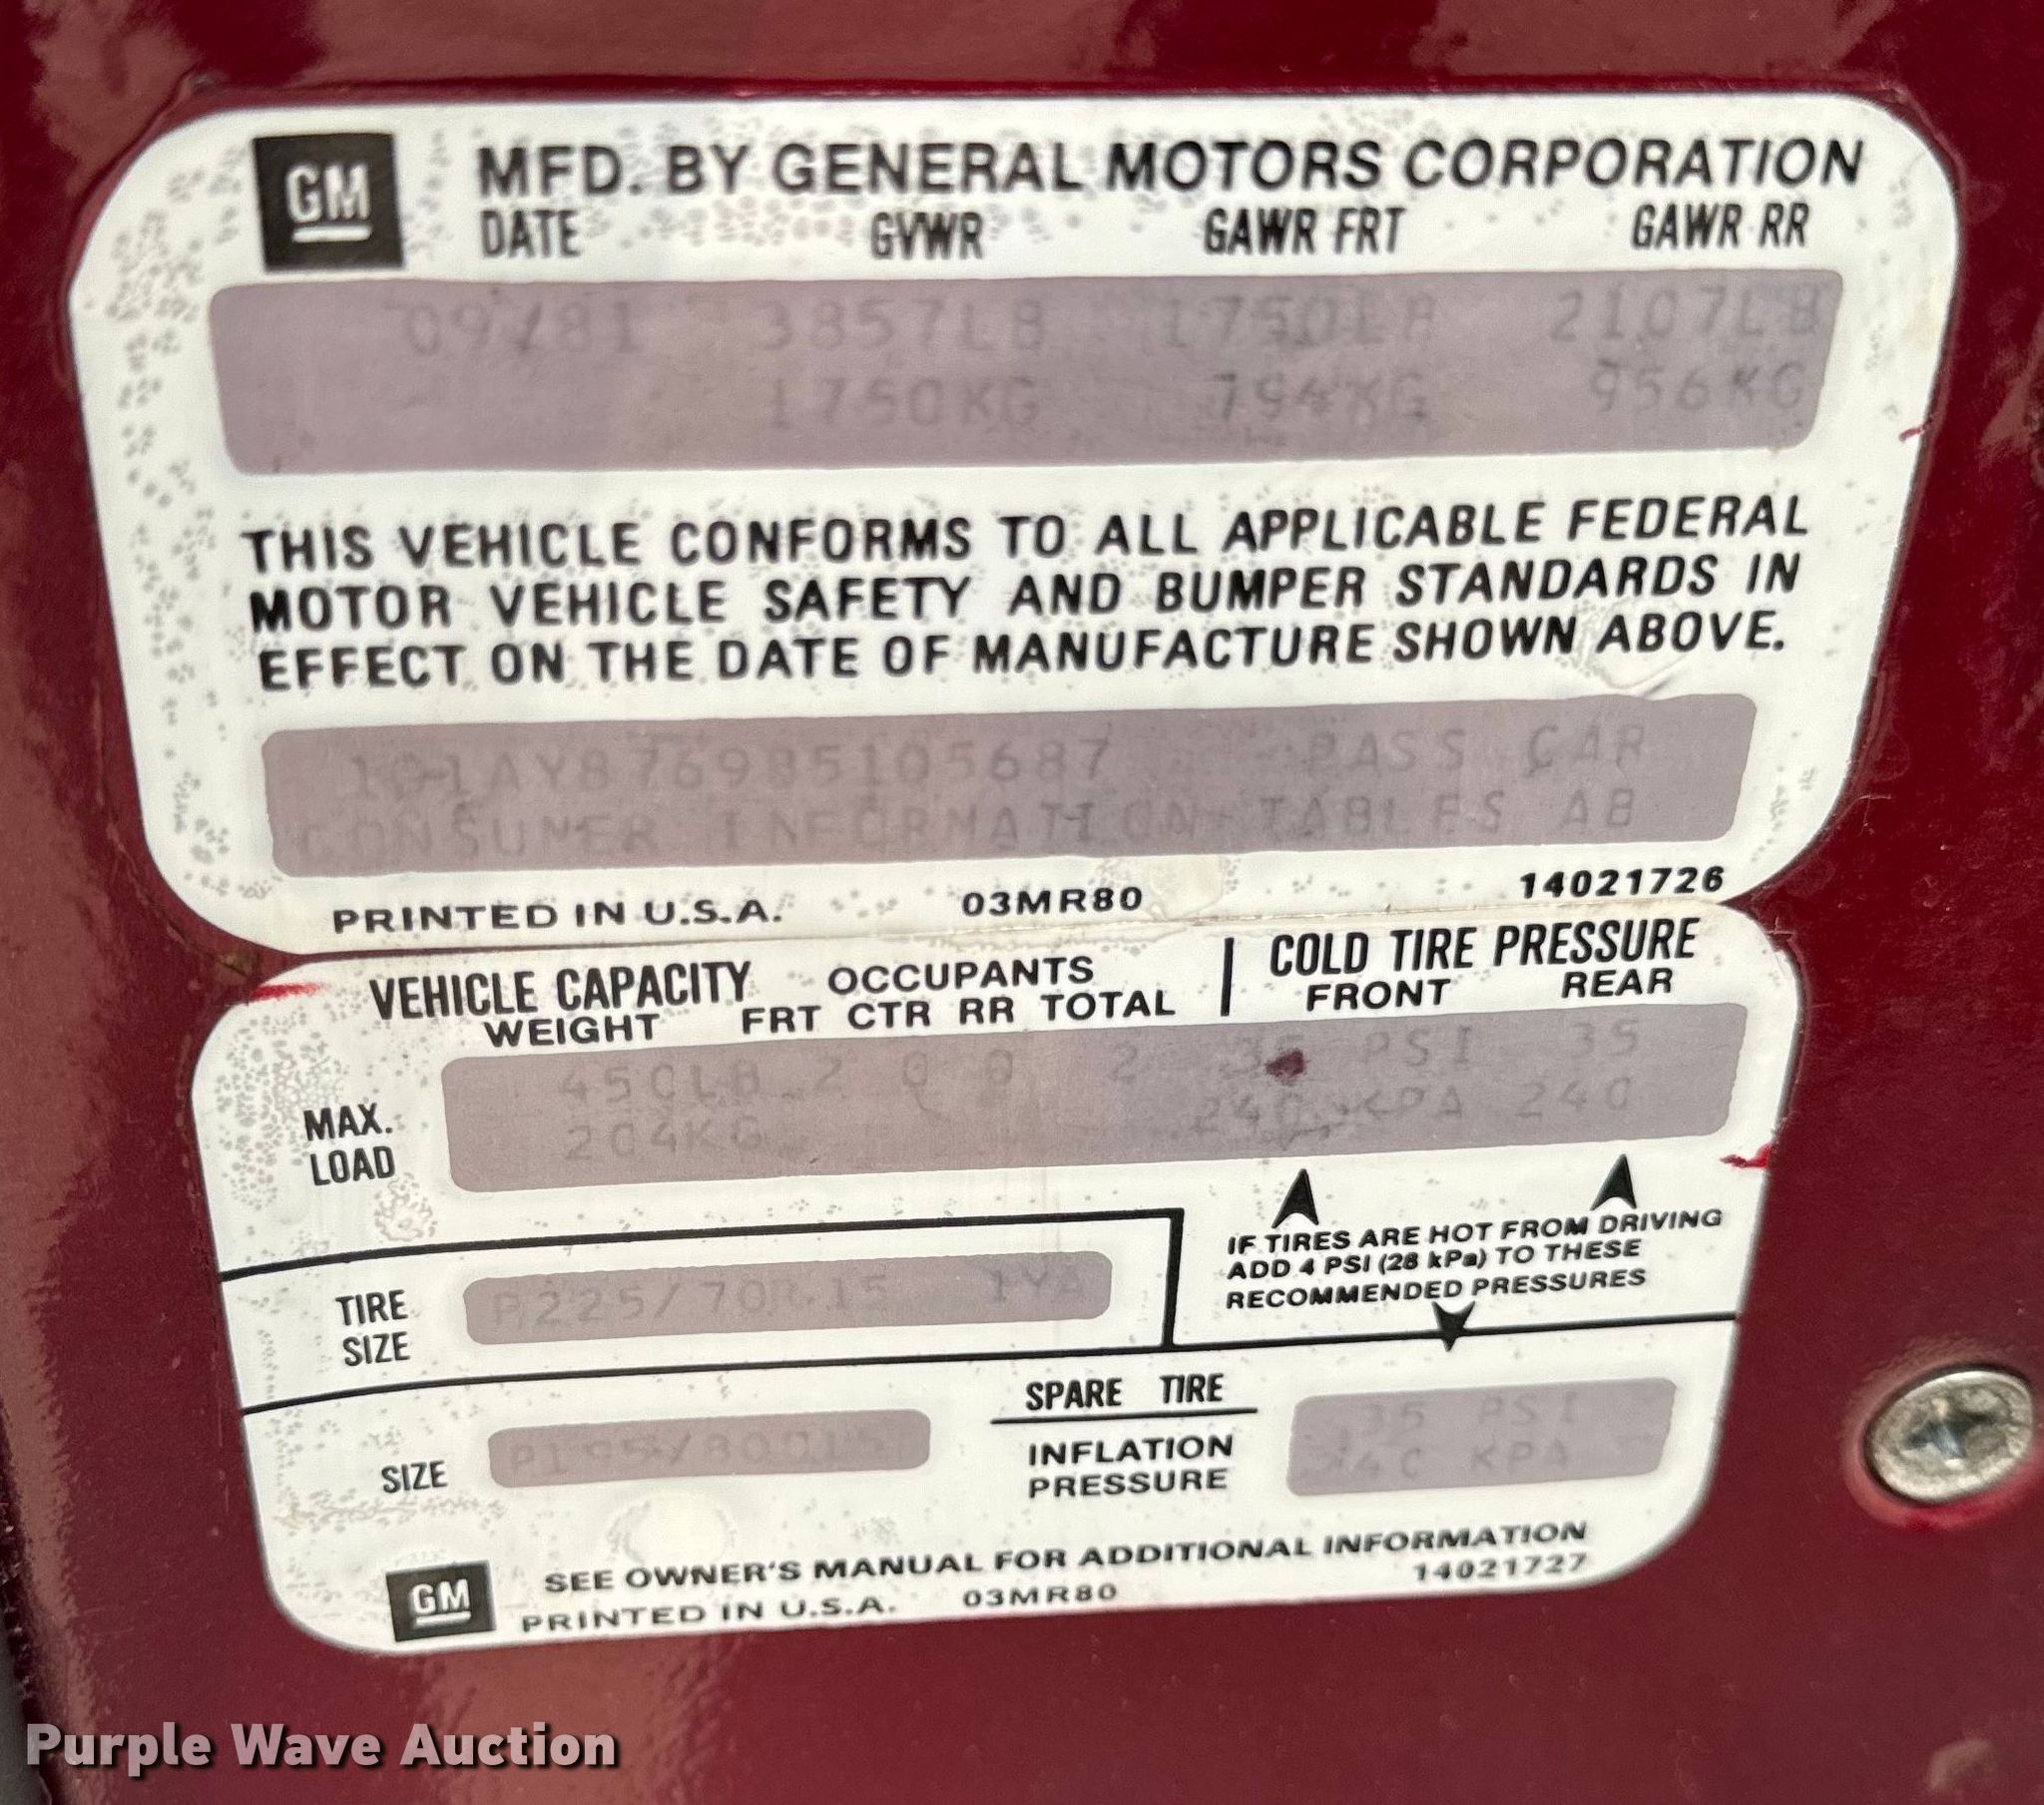 GM
MFD. BY GENERAL MOTORS CORPORATION
DATE GVWR GAWR FRT GAWR RR
09/81 3857LB 1750LB 2107LB
1750KG 794KG 956KG
THIS VEHICLE CONFORMS TO ALL APPLICABLE FEDERAL
MOTOR VEHICLE SAFETY AND BUMPER STANDARDS IN
EFFECT ON THE DATE OF MANUFACTURE SHOWN ABOVE.
PASS CAR
CONSUMER INFORMATION TABLES AB
PRINTED IN U.S.A. 03MR80 14021726
VEHICLE CAPACITY OCCUPANTS COLD TIRE PRESSURE
WEIGHT FRT CTR RR TOTAL FRONT REAR
MAX. LOAD
450LB 2 0 0 2 PSI 35
204KG 240 KPA 240
IF TIRES ARE HOT FROM DRIVING
ADD 4 PSI (28 kPa) TO THESE
RECOMMENDED PRESSURES
TIRE SIZE
SPARE TIRE
SIZE
INFLATION PRESSURE
35 PSI
KPA
GM
SEE OWNER'S MANUAL FOR ADDITIONAL INFORMATION
PRINTED IN U.S.A. 03MR80 14021727
Purple Wave Auction